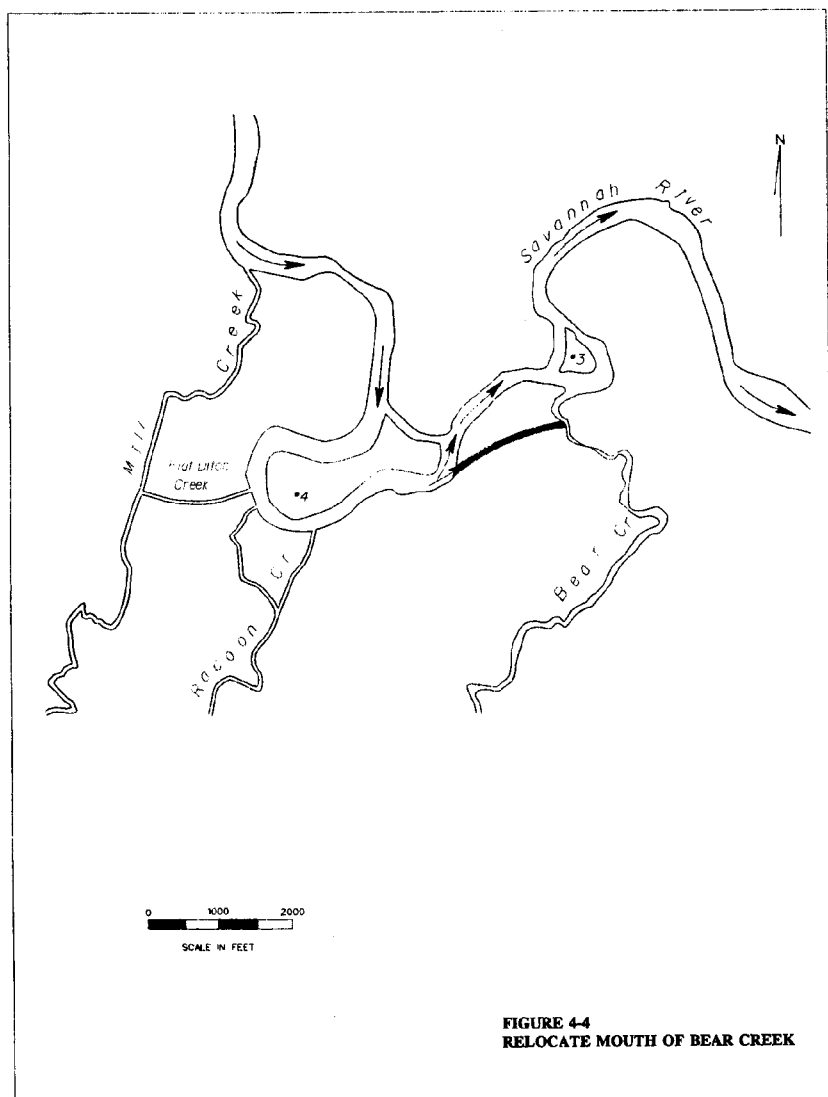 N
Savannah River
Mill Creek
Creek
•3
•4
Racoon Cr
Bear Cr
0 1000 2000
SCALE IN FEET
FIGURE 4-4
RELOCATE MOUTH OF BEAR CREEK